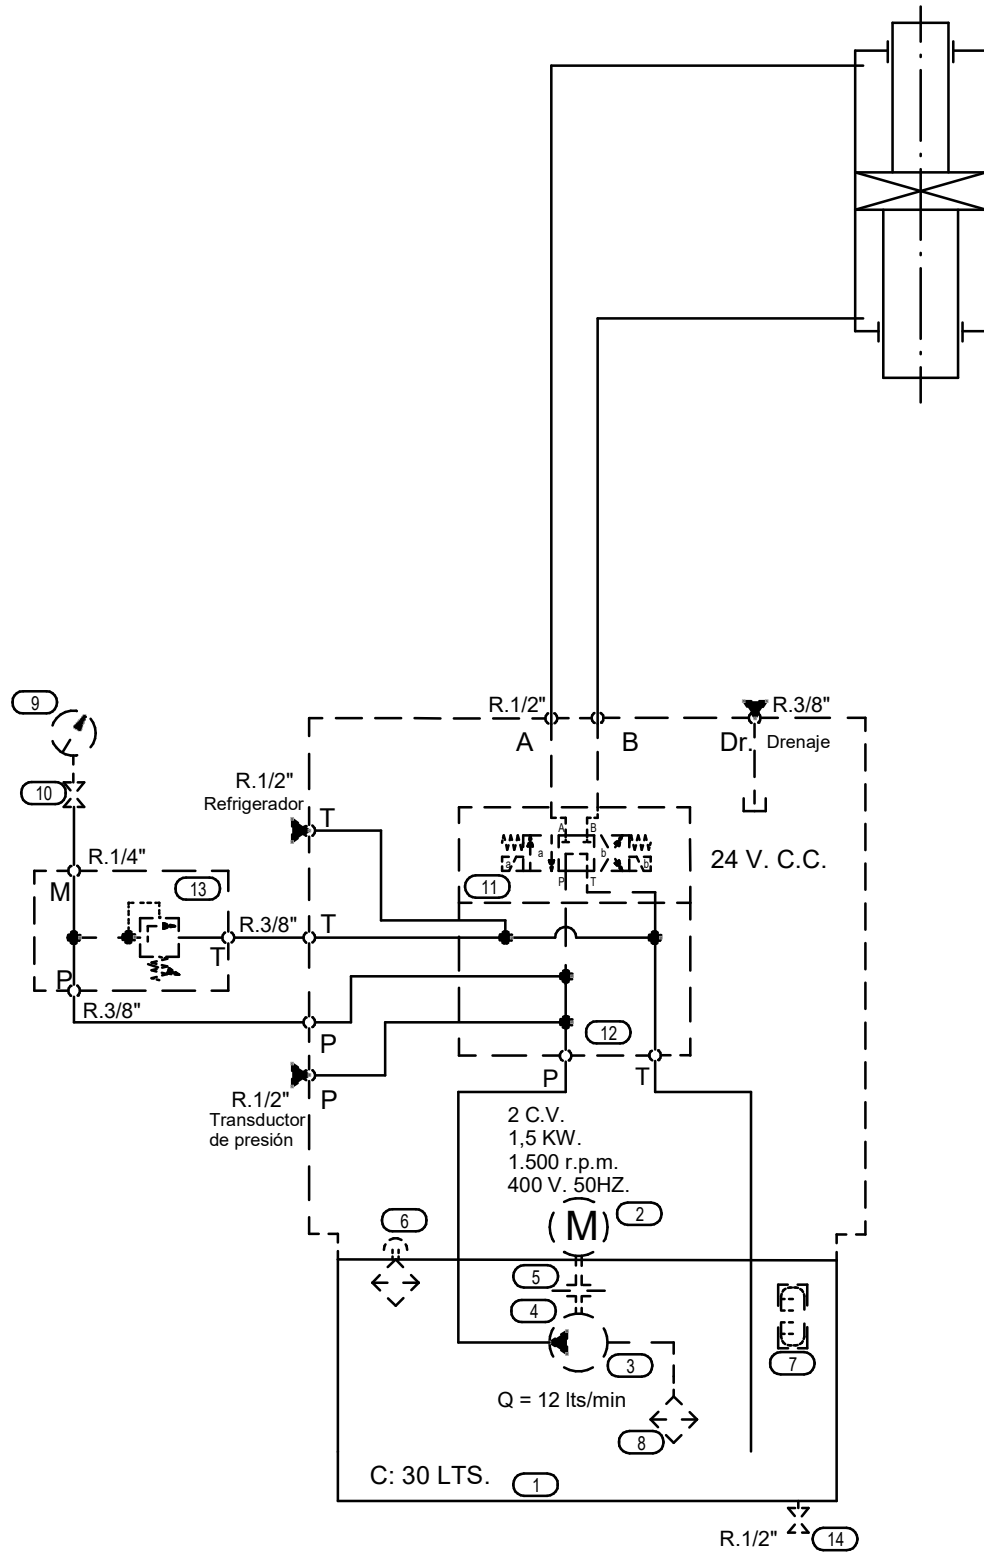 9
10
R.1/4"
M
13
P
T
R.3/8"
R.3/8"
R.1/2"
A
B
R.3/8"
Dr.
Drenaje
R.1/2"
Refrigerador
T
T
A
B
a
a
b
b
P
T
11
24 V. C.C.
12
P
P
R.1/2"
Transductor
de presión
P
T
2 C.V.
1,5 KW.
1.500 r.p.m.
400 V. 50HZ.
M
2
6
5
4
3
7
Q = 12 lts/min
8
C: 30 LTS.
1
R.1/2"
14